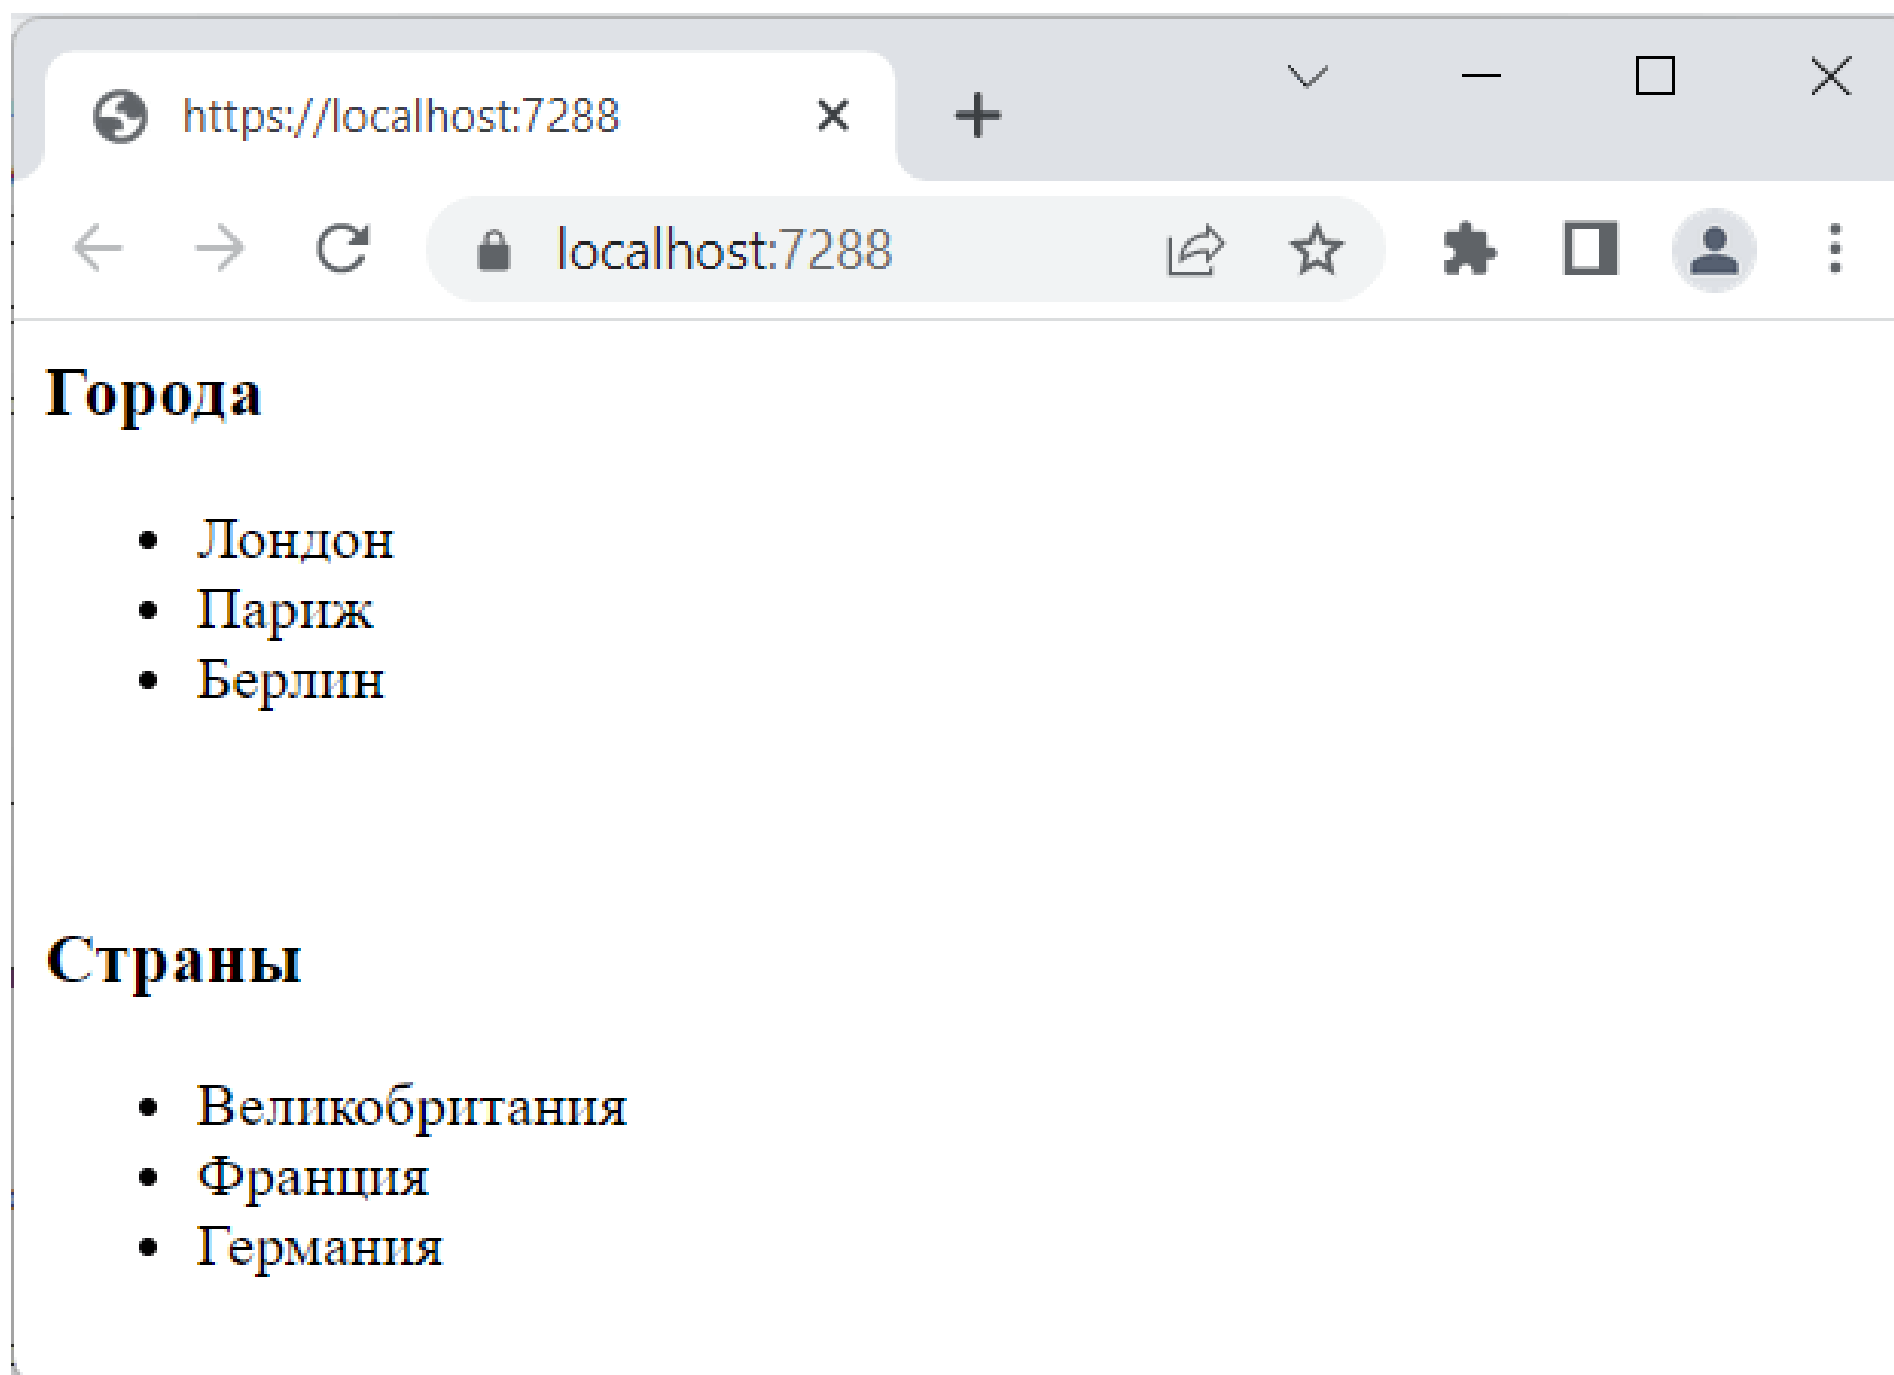 https://localhost:7288
localhost:7288
Города
Лондон
Париж
Берлин
Страны
Великобритания
Франция
Германия